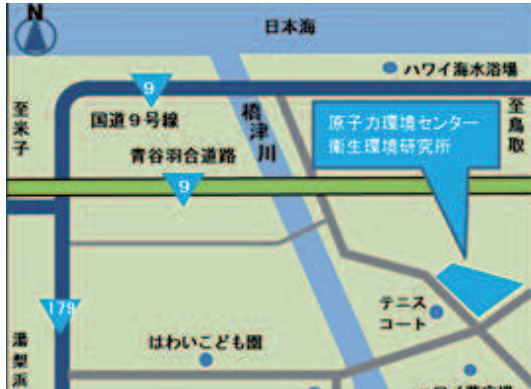 N
日本海
ハワイ海水浴場
9
国道9号線
橋津川
至米子
至鳥取
原子力環境センター
衛生環境研究所
青谷羽合道路
9
179
テニス
コート
はわいこども園
湯梨浜